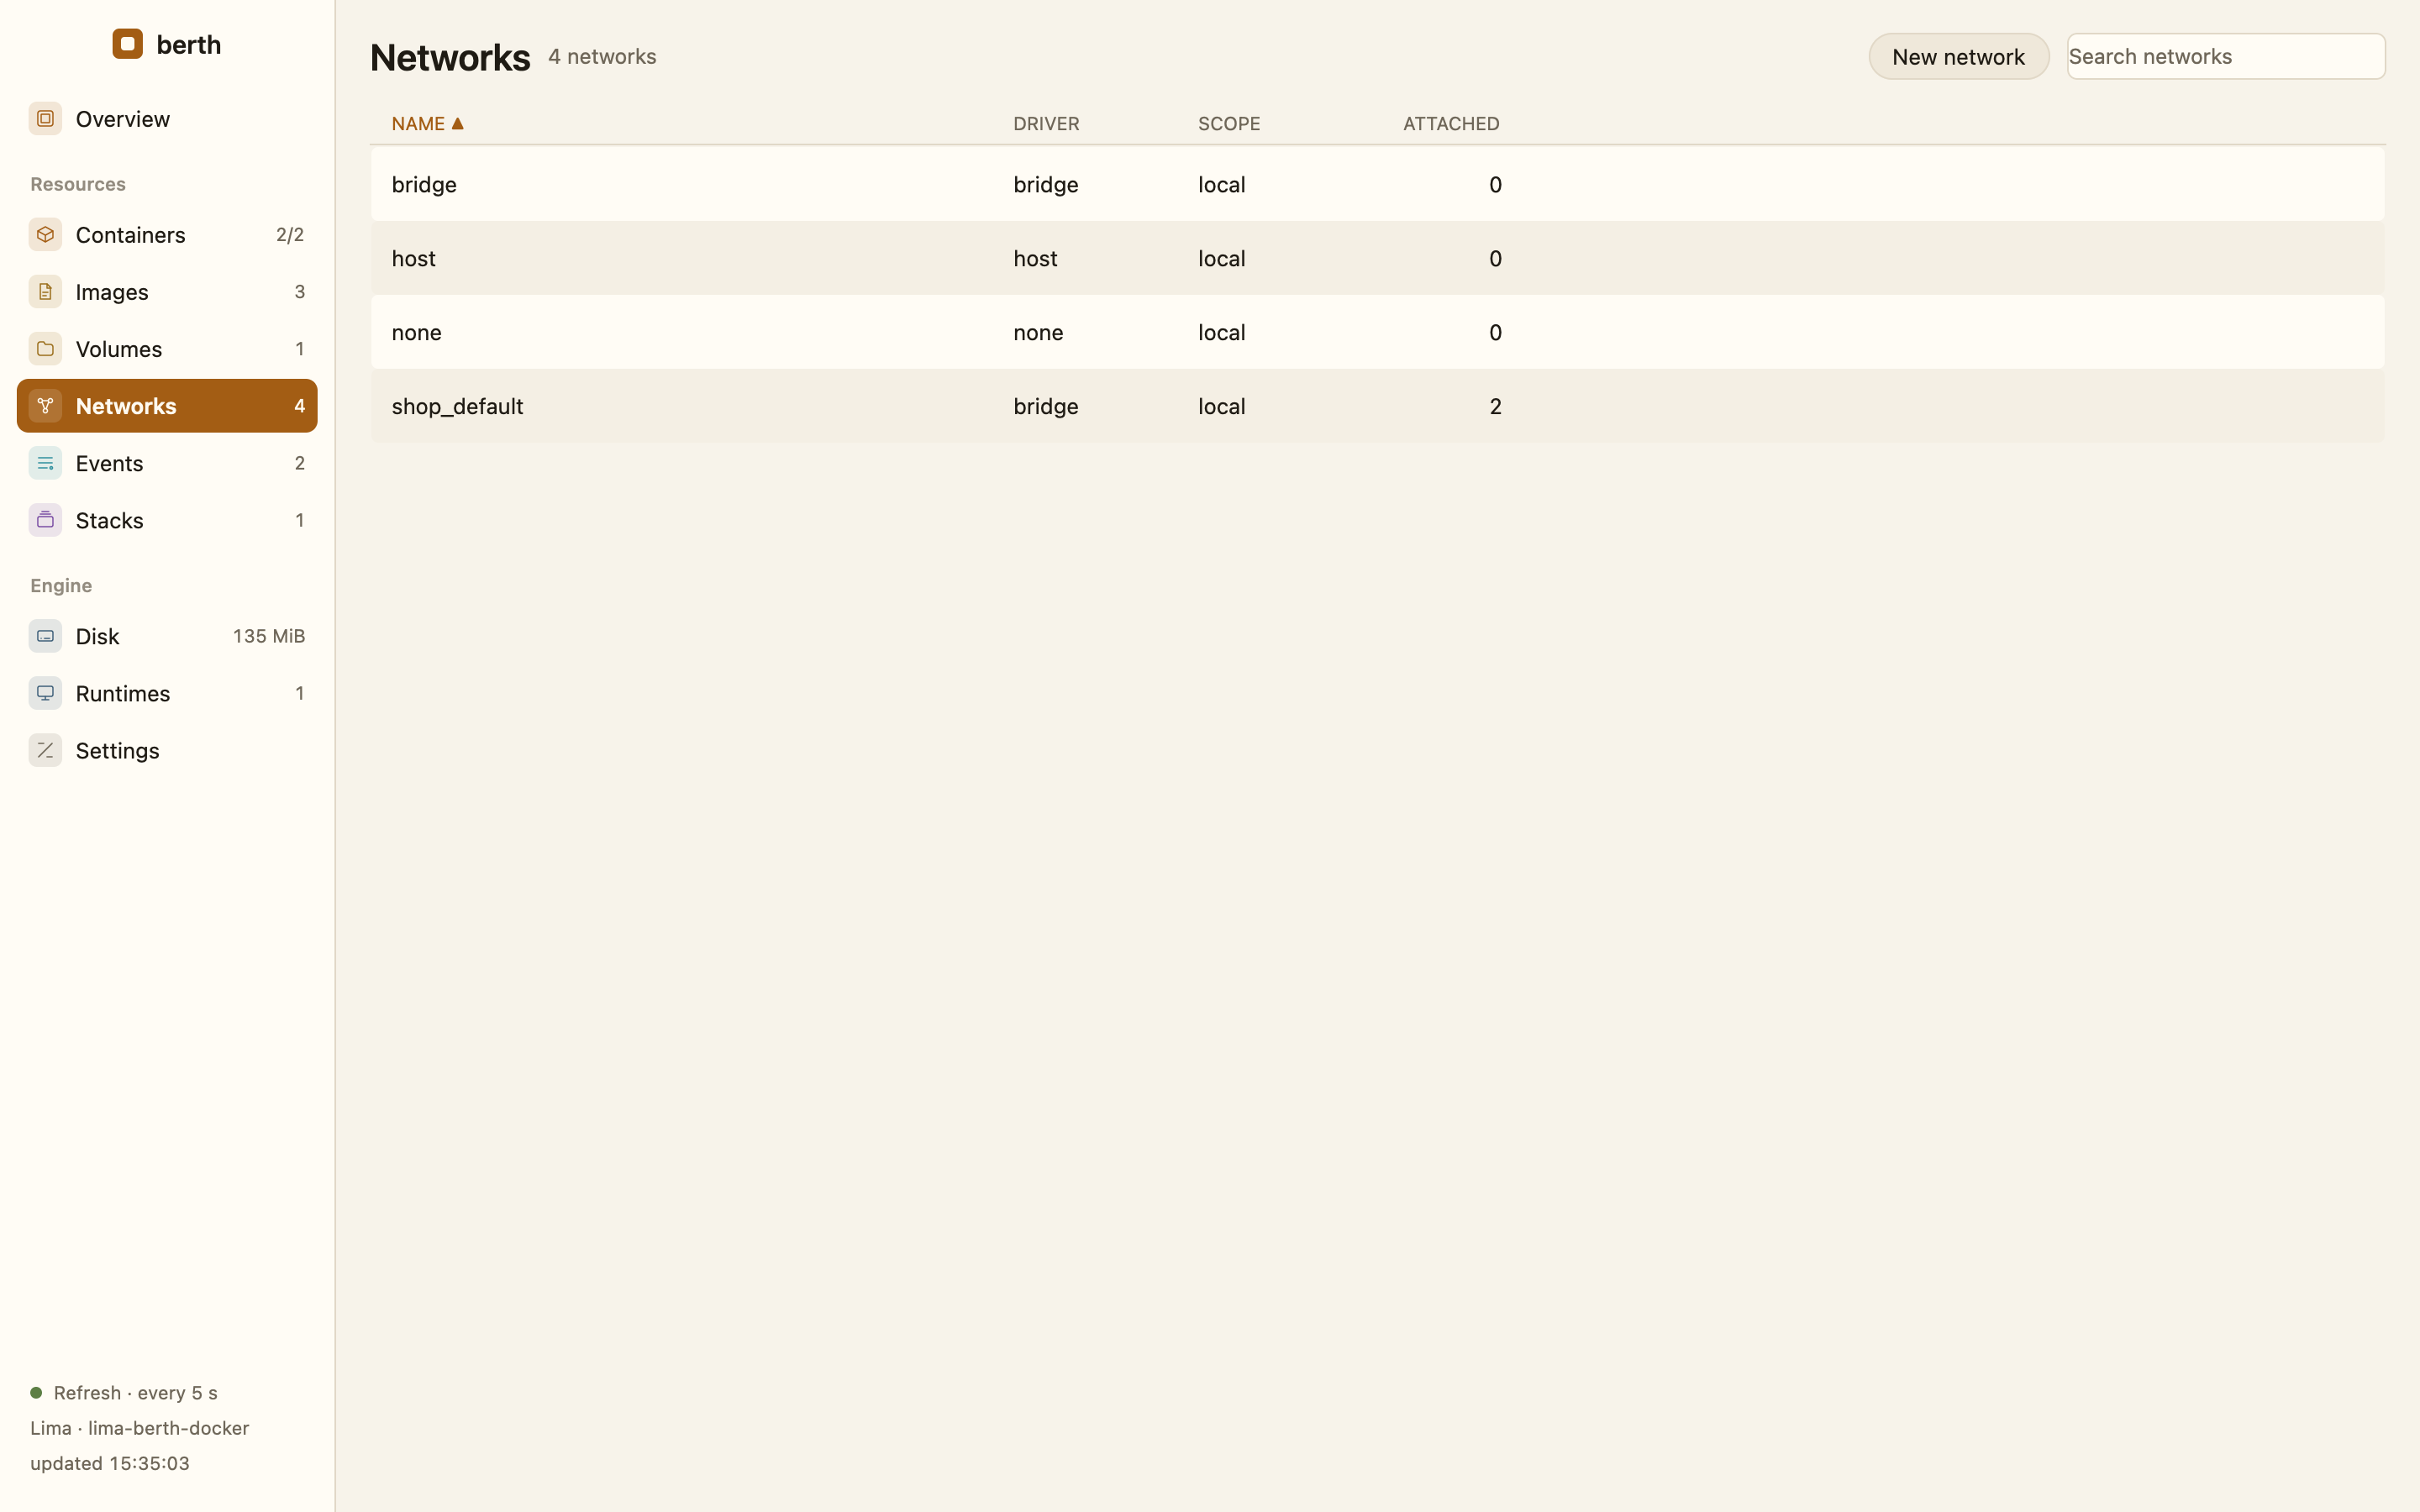 berth
Overview
Resources
Containers 2/2
Images 3
Volumes 1
Networks 4
Events 2
Stacks 1
Engine
Disk 135 MiB
Runtimes 1
Settings
Refresh · every 5 s
Lima · lima-berth-docker
updated 15:35:03
Networks 4 networks New network Search networks
NAME ▲ DRIVER SCOPE ATTACHED
bridge bridge local 0
host host local 0
none none local 0
shop_default bridge local 2